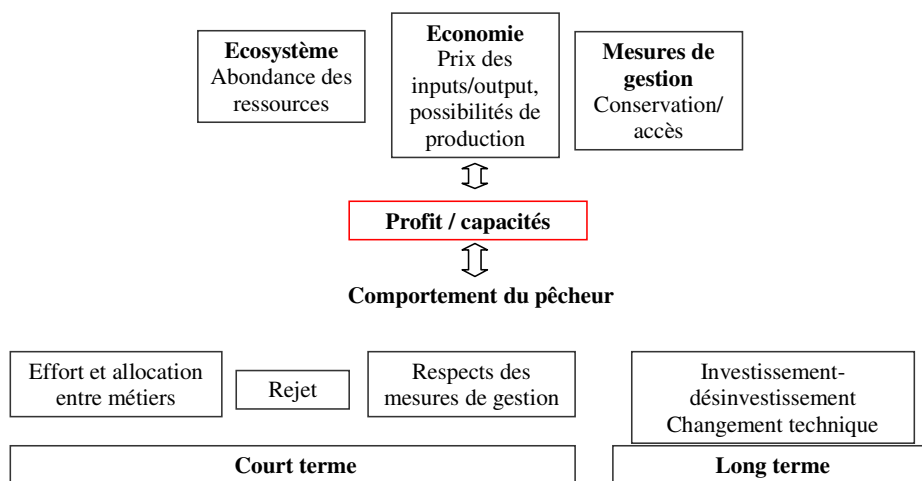 Ecosystème
Abondance des
ressources
Economie
Prix des
inputs/output,
possibilités de
production
Mesures de
gestion
Conservation/
accès
Profit / capacités
Comportement du pêcheur
Effort et allocation
entre métiers
Rejet
Respects des
mesures de gestion
Investissement-
désinvestissement
Changement technique
Court terme
Long terme